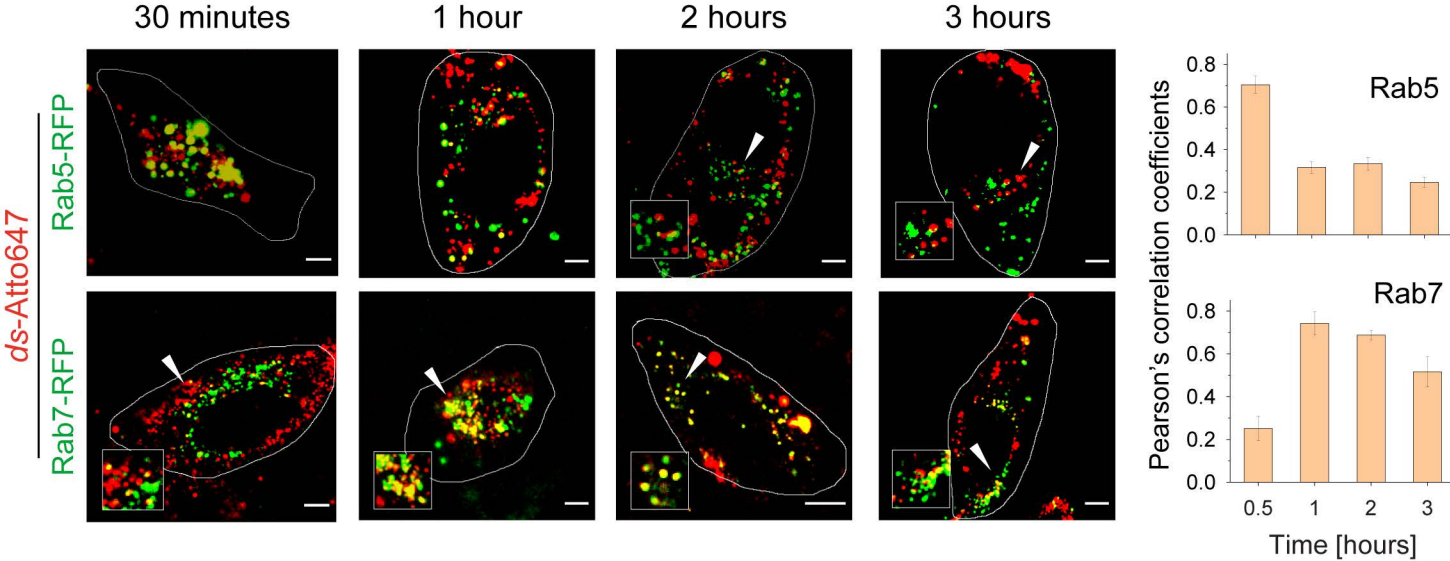 30 minutes
1 hour
2 hours
3 hours
ds-Atto647
Rab5-RFP
Rab7-RFP
Pearson's correlation coefficients
Rab5
0.8
0.6
0.4
0.2
0.0
Rab7
0.8
0.6
0.4
0.2
0.0
0.5 1 2 3
Time [hours]